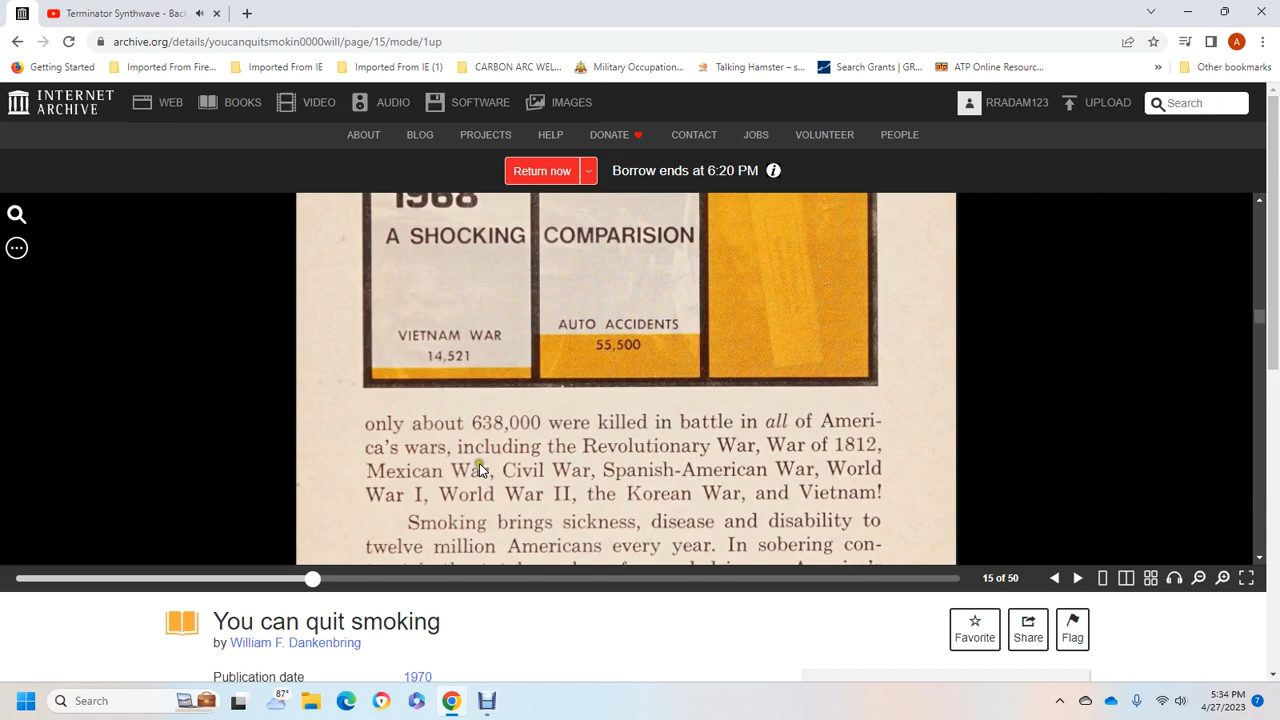 Terminator Synthwave - Bac
archive.org/details/youcanquitsmokin0000will/page/15/mode/1up
A
Getting Started
Imported From Fire...
Imported From IE
Imported From IE (1)
CARBON ARC WEL...
Military Occupation...
Talking Hamster – s...
Search Grants | GR...
ATP Online Resourc...
»
Other bookmarks
INTERNET ARCHIVE
WEB
BOOKS
VIDEO
AUDIO
SOFTWARE
IMAGES
RRADAM123
UPLOAD
Search
ABOUT
BLOG
PROJECTS
HELP
DONATE
CONTACT
JOBS
VOLUNTEER
PEOPLE
Return now
Borrow ends at 6:20 PM
1968
A SHOCKING COMPARISION
VIETNAM WAR
14,521
AUTO ACCIDENTS
55,500
only about 638,000 were killed in battle in all of Ameri-
ca's wars, including the Revolutionary War, War of 1812,
Mexican War, Civil War, Spanish-American War, World
War I, World War II, the Korean War, and Vietnam!
Smoking brings sickness, disease and disability to
twelve million Americans every year. In sobering con-
15 of 50
You can quit smoking
by William F. Dankenbring
Favorite
Share
Flag
Publication date 1970
Search
87°
5:34 PM
4/27/2023
7